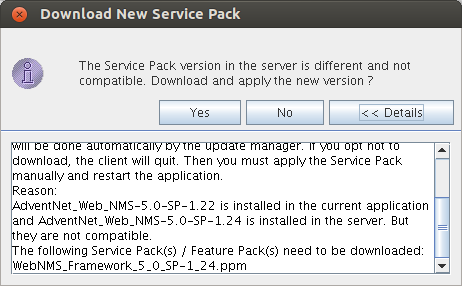 Download New Service Pack
The Service Pack version in the server is different and not
compatible. Download and apply the new version ?
Yes
No
<< Details
will be done automatically by the update manager. If you opt not to
download, the client will quit. Then you must apply the Service Pack
manually and restart the application.
Reason:
AdventNet_Web_NMS-5.0-SP-1.22 is installed in the current application
and AdventNet_Web_NMS-5.0-SP-1.24 is installed in the server. But
they are not compatible.
The following Service Pack(s) / Feature Pack(s) need to be downloaded:
WebNMS_Framework_5_0_SP-1_24.ppm